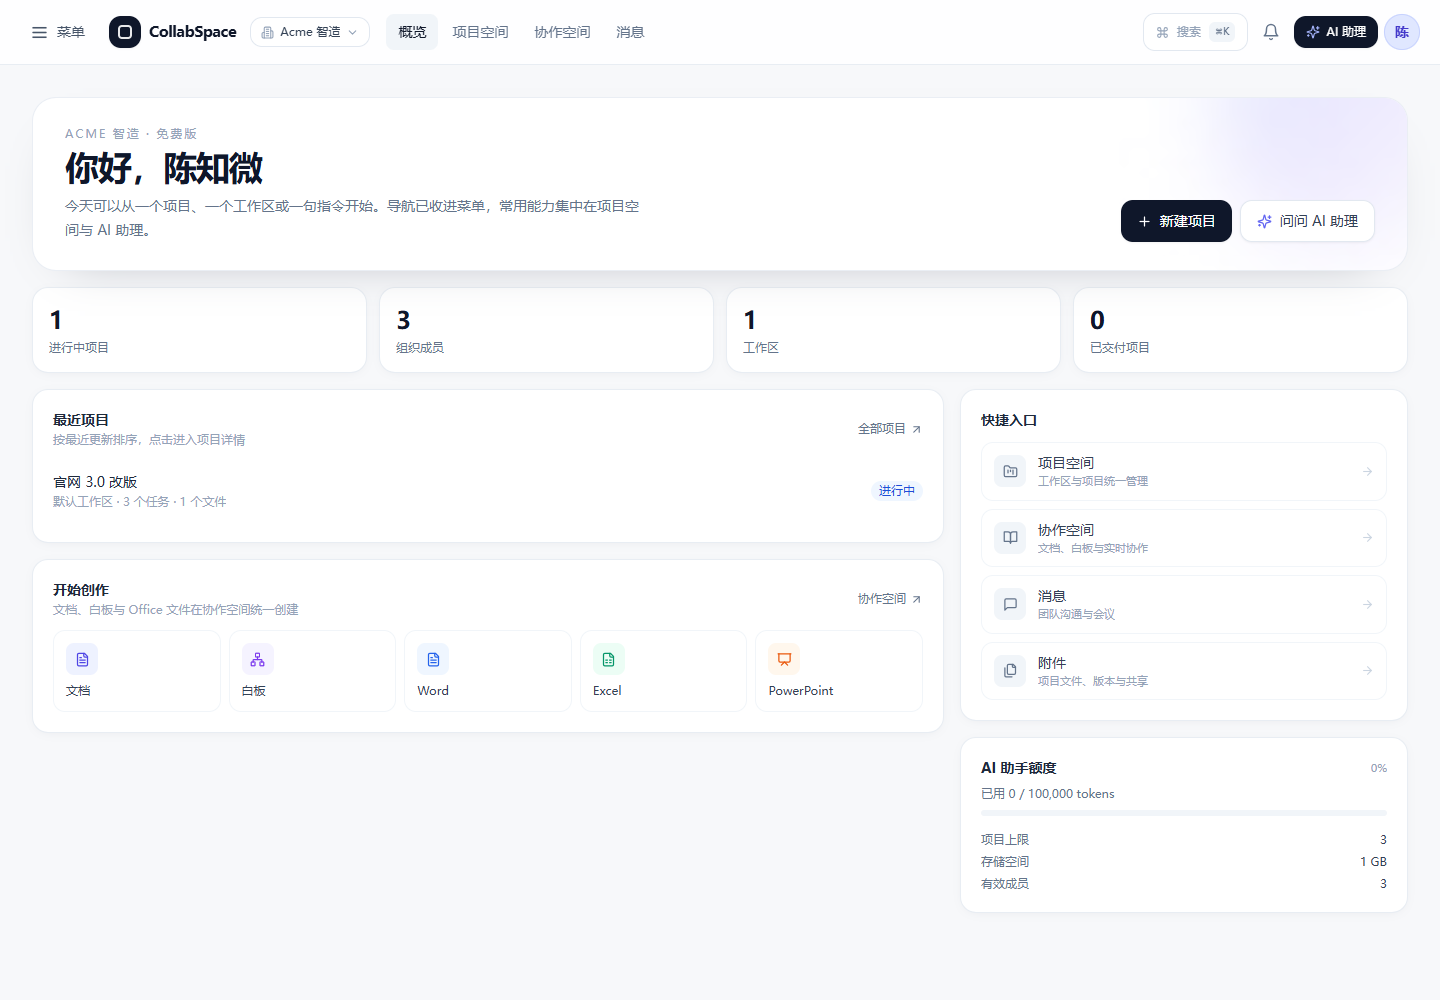 菜单
CollabSpace
Acme 智造
概览
项目空间
协作空间
消息
搜索
⌘K
AI 助理
陈
ACME 智造 · 免费版
你好，陈知微
今天可以从一个项目、一个工作区或一句指令开始。导航已收进菜单，常用能力集中在项目空
间与 AI 助理。
新建项目
问问 AI 助理
1
进行中项目
3
组织成员
1
工作区
0
已交付项目
最近项目
按最近更新排序，点击进入项目详情
全部项目
官网 3.0 改版
默认工作区 · 3 个任务 · 1 个文件
进行中
开始创作
文档、白板与 Office 文件在协作空间统一创建
协作空间
文档
白板
Word
Excel
PowerPoint
快捷入口
项目空间
工作区与项目统一管理
协作空间
文档、白板与实时协作
消息
团队沟通与会议
附件
项目文件、版本与共享
AI 助手额度
0%
已用 0 / 100,000 tokens
项目上限
3
存储空间
1 GB
有效成员
3